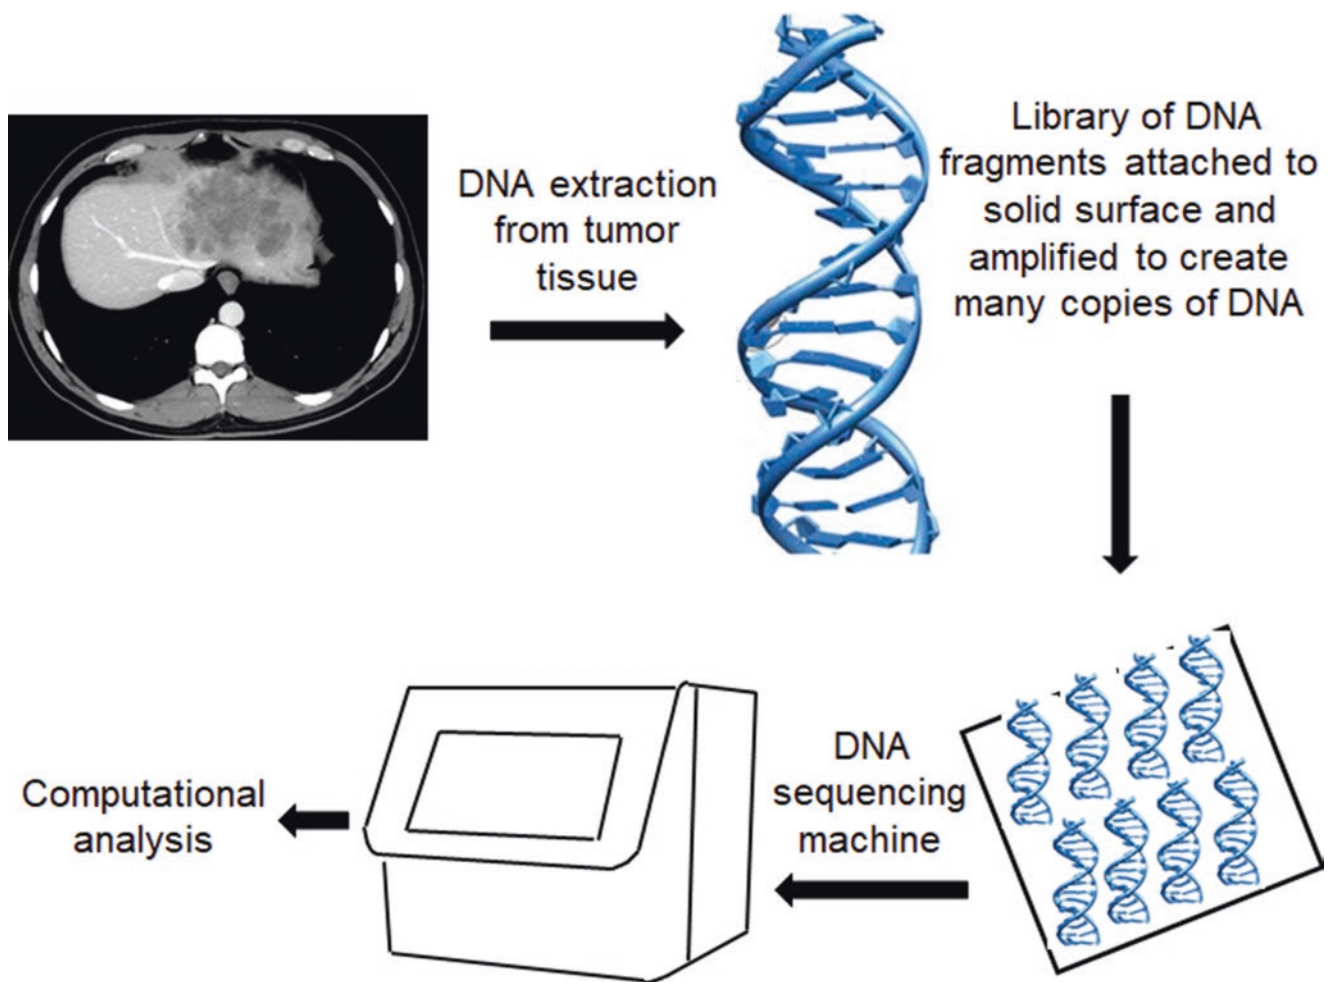 DNA extraction
from tumor
tissue
Library of DNA
fragments attached to
solid surface and
amplified to create
many copies of DNA
DNA
sequencing
machine
Computational
analysis